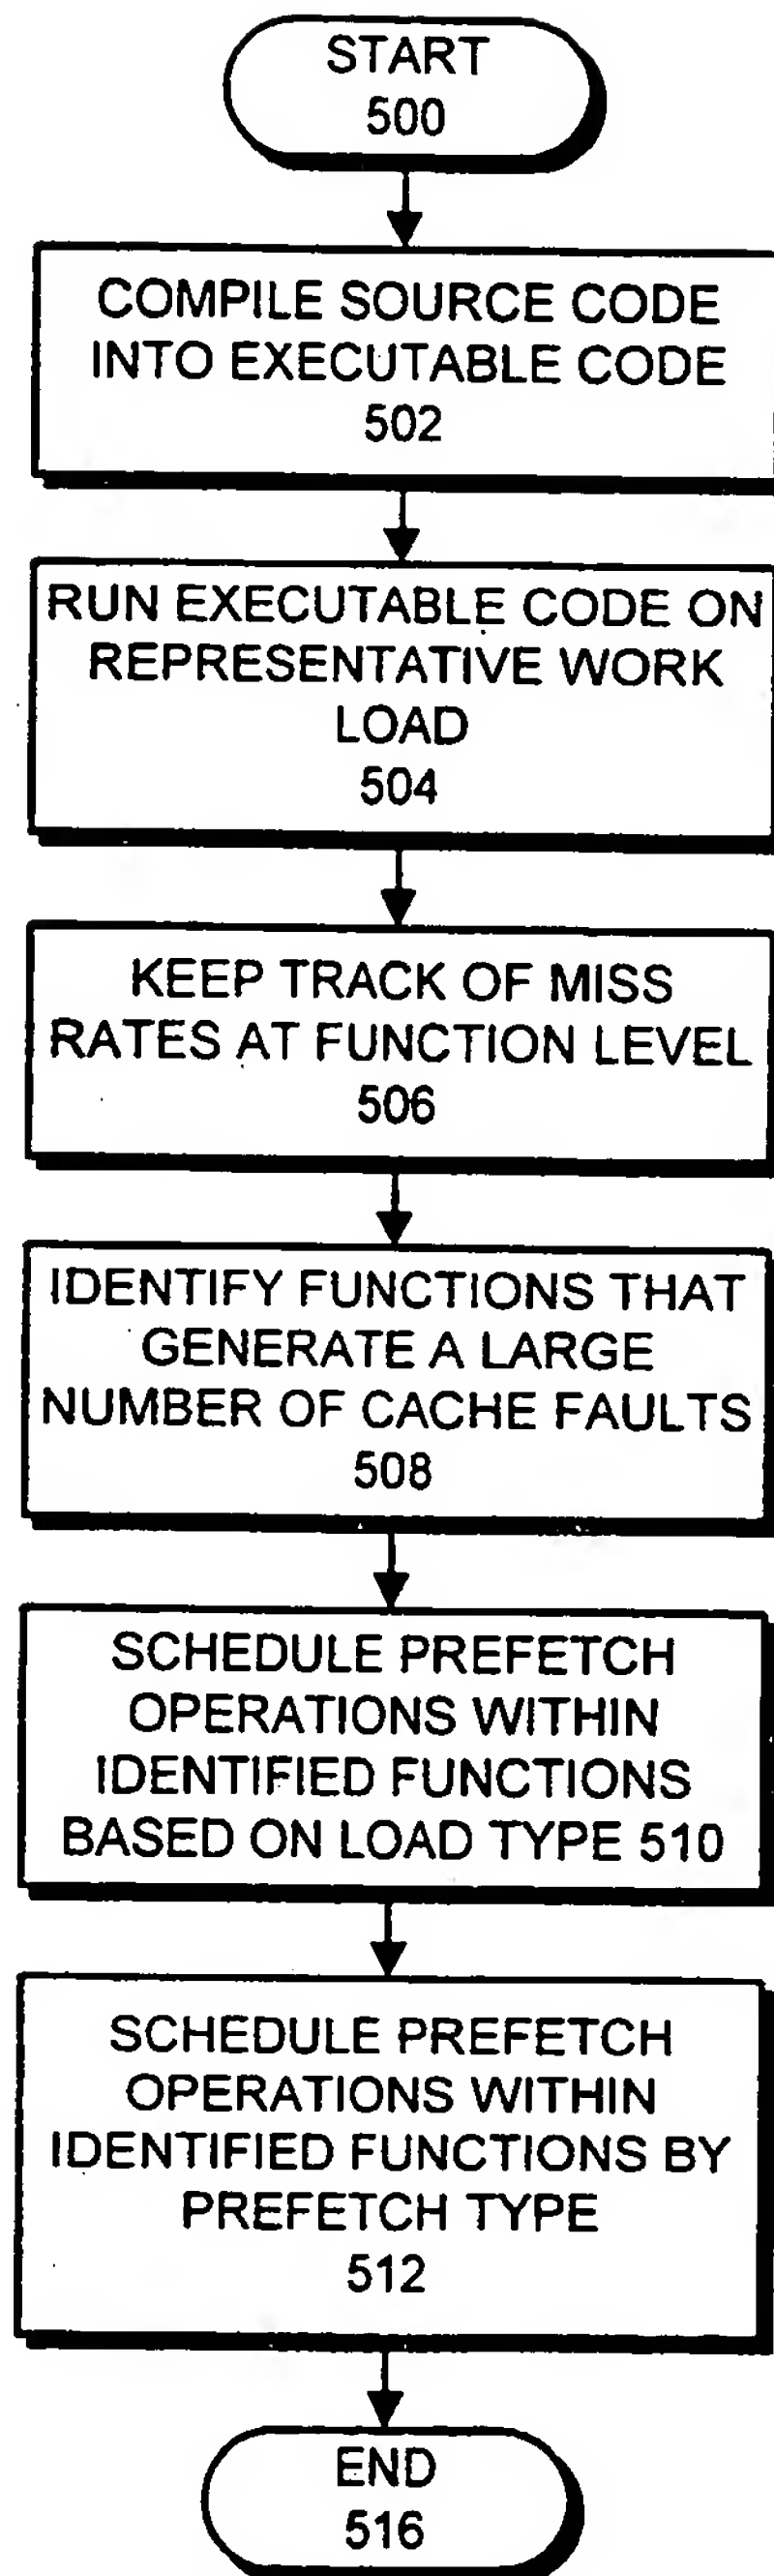 START
500
COMPILE SOURCE CODE
INTO EXECUTABLE CODE
502
RUN EXECUTABLE CODE ON
REPRESENTATIVE WORK
LOAD
504
KEEP TRACK OF MISS
RATES AT FUNCTION LEVEL
506
IDENTIFY FUNCTIONS THAT
GENERATE A LARGE
NUMBER OF CACHE FAULTS
508
SCHEDULE PREFETCH
OPERATIONS WITHIN
IDENTIFIED FUNCTIONS
BASED ON LOAD TYPE 510
SCHEDULE PREFETCH
OPERATIONS WITHIN
IDENTIFIED FUNCTIONS BY
PREFETCH TYPE
512
END
516